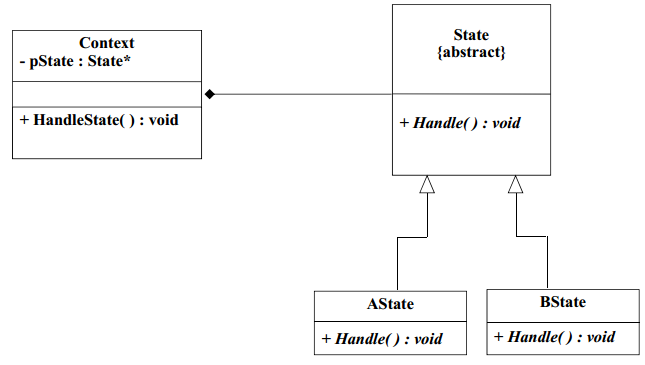 Context
- pState : State*
+ HandleState( ) : void
State
{abstract}
+ Handle( ) : void
AState
+ Handle( ) : void
BState
+ Handle( ) : void